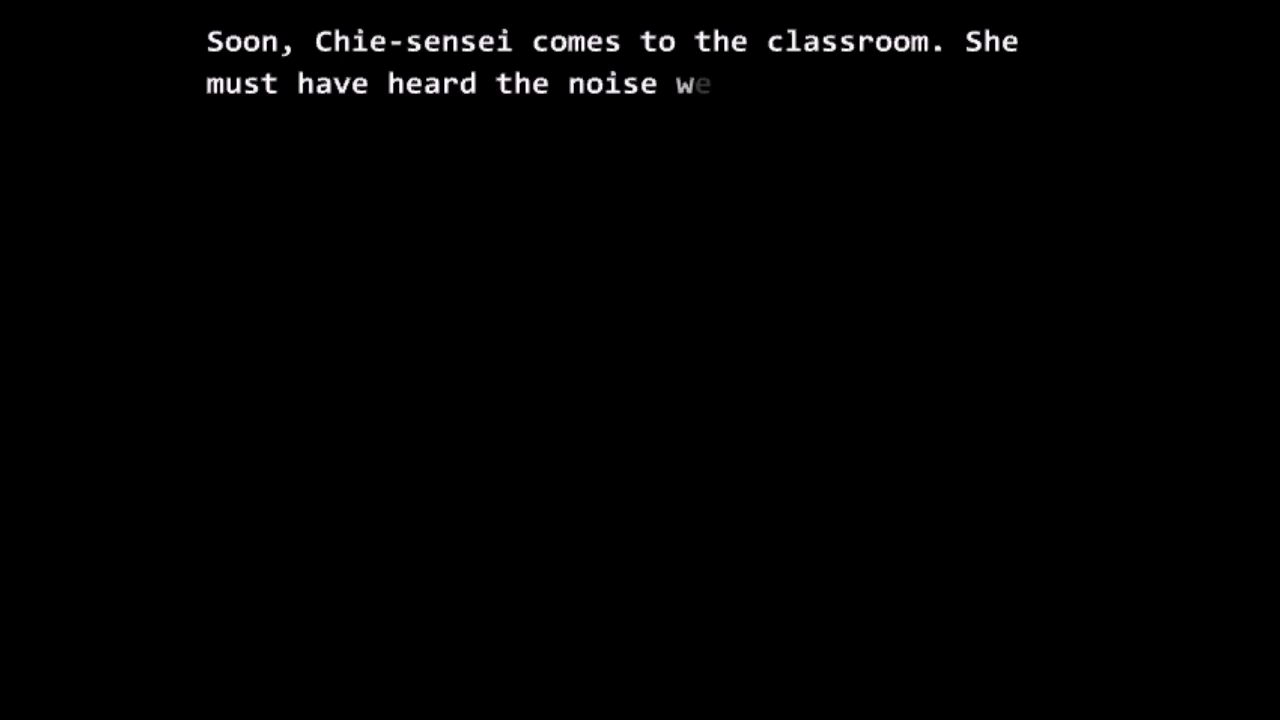 Soon, Chie-sensei comes to the classroom. She
must have heard the noise we